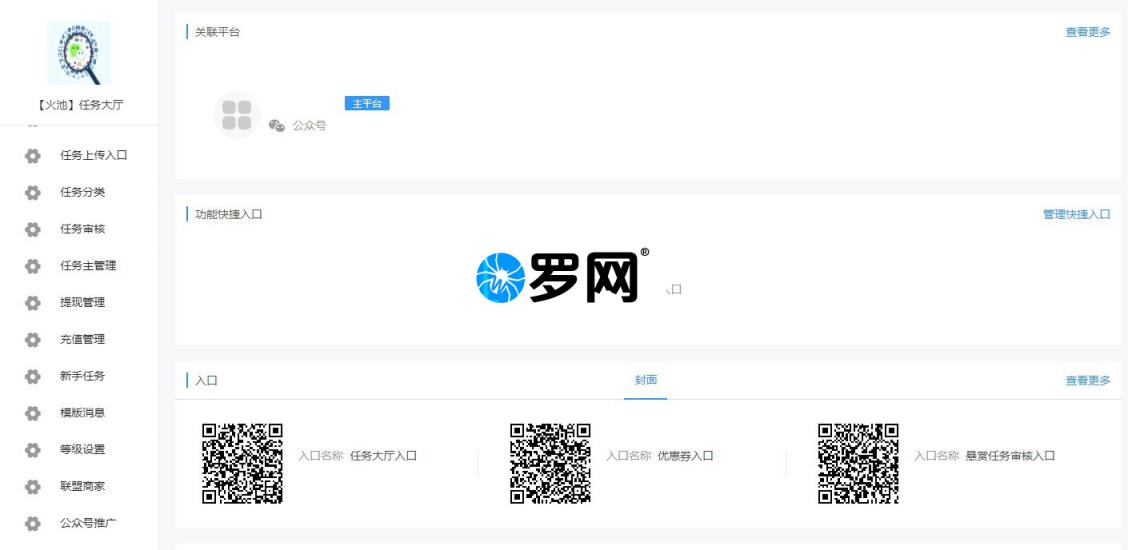 【火池】任务大厅
任务上传入口
任务分类
任务审核
任务主管理
提现管理
充值管理
新手任务
模版消息
等级设置
联盟商家
公众号推广
关联平台
查看更多
主平台
公众号
功能快捷入口
管理快捷入口
罗网®
入口
入口
封面
查看更多
入口名称 任务大厅入口
入口名称 优惠券入口
入口名称 悬赏任务审核入口